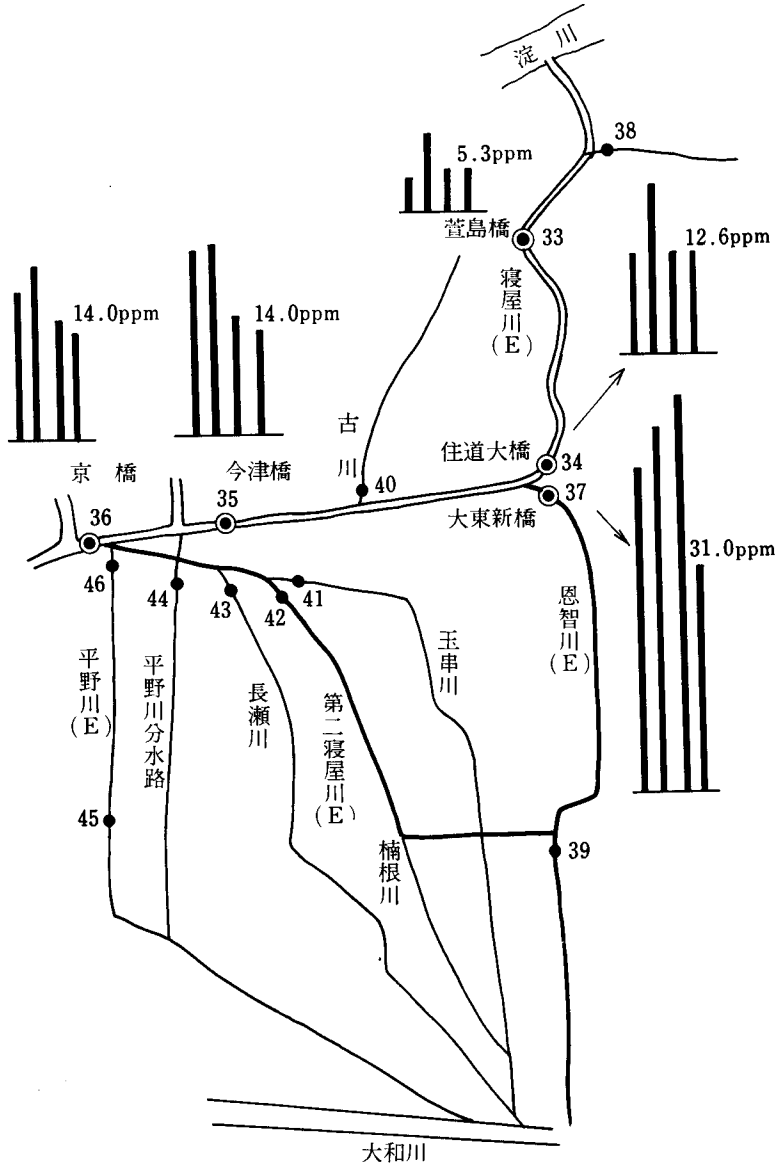 淀川
38
5.3ppm
萱島橋
33
12.6ppm
寝屋川
(E)
14.0ppm
14.0ppm
古川
住道大橋
34
京橋
今津橋
40
35
37
大東新橋
36
31.0ppm
46
44
43
42
41
恩智川
(E)
玉串川
平野川
(E)
平野川分水路
長瀬川
第二寝屋川
(E)
45
楠根川
39
大和川